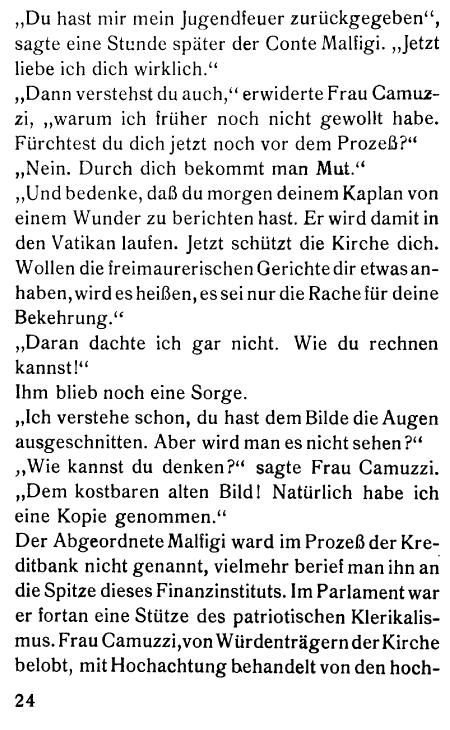 „Du hast mir mein Jugendfeuer zurückgegeben“,
sagte eine Stunde später der Conte Malfigi. „Jetzt
liebe ich dich wirklich.“
„Dann verstehst du auch,“ erwiderte Frau Camuz-
zi, „warum ich früher noch nicht gewollt habe.
Fürchtest du dich jetzt noch vor dem Prozeß?“
„Nein. Durch dich bekommt man Mut.“
„Und bedenke, daß du morgen deinem Kaplan von
einem Wunder zu berichten hast. Er wird damit in
den Vatikan laufen. Jetzt schützt die Kirche dich.
Wollen die freimaurerischen Gerichte dir etwas an-
haben, wird es heißen, es sei nur die Rache für deine
Bekehrung.“
„Daran dachte ich gar nicht. Wie du rechnen
kannst!“
Ihm blieb noch eine Sorge.
„Ich verstehe schon, du hast dem Bilde die Augen
ausgeschnitten. Aber wird man es nicht sehen?“
„Wie kannst du denken?“ sagte Frau Camuzzi.
„Dem kostbaren alten Bild! Natürlich habe ich
eine Kopie genommen.“
Der Abgeordnete Malfigi ward im Prozeß der Kre-
ditbank nicht genannt, vielmehr berief man ihn an
die Spitze dieses Finanzinstituts. Im Parlament war
er fortan eine Stütze des patriotischen Klerikalis-
mus. Frau Camuzzi, von Würdenträgern der Kirche
belobt, mit Hochachtung behandelt von den hoch-
24